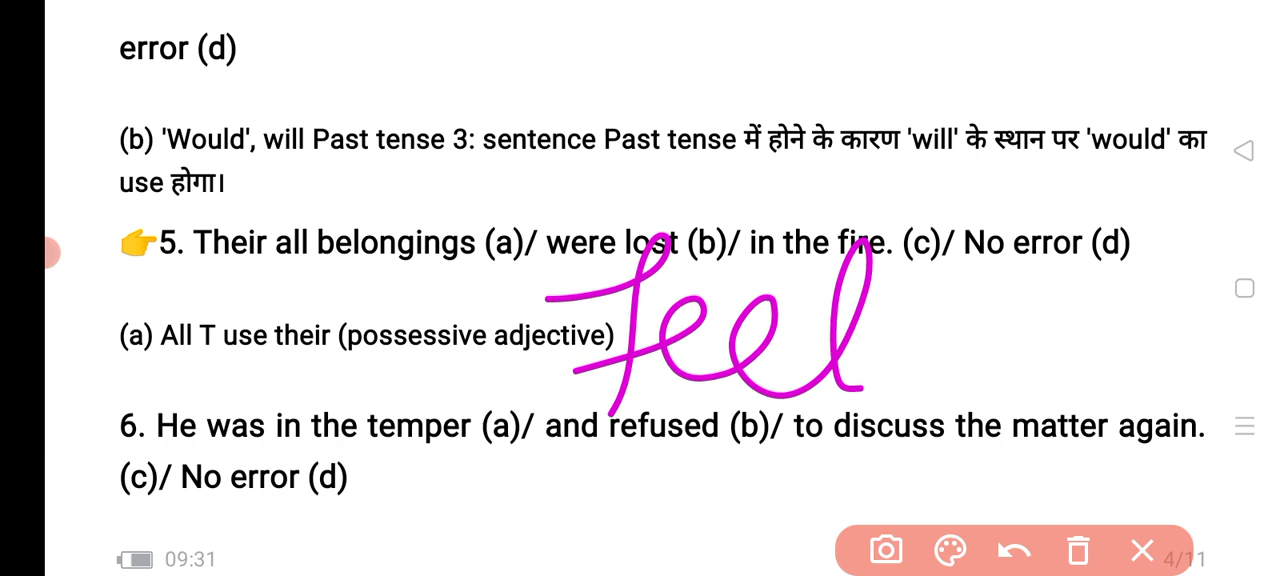 error (d)
(b) 'Would', will Past tense 3: sentence Past tense में होने के कारण 'will' के स्थान पर 'would' का
use होगा।
👉5. Their all belongings (a)/ were lost (b)/ in the fire. (c)/ No error (d)
(a) All T use their (possessive adjective)
feel
6. He was in the temper (a)/ and refused (b)/ to discuss the matter again.
(c)/ No error (d)
09:31
4/11